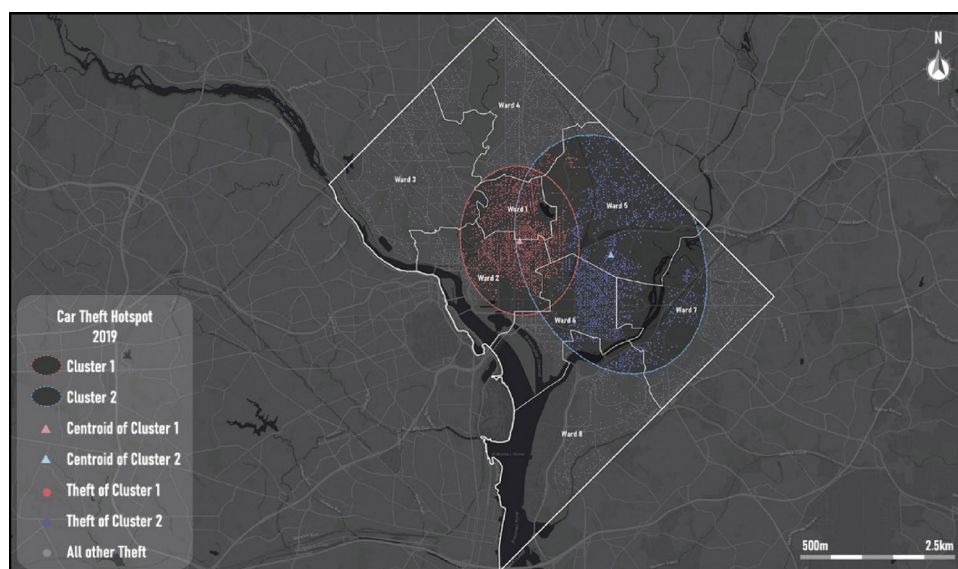 N
Ward 4
Ward 3
Ward 1
Ward 5
Ward 2
Ward 6
Ward 7
Ward 8
Car Theft Hotspot
2019
Cluster 1
Cluster 2
Centroid of Cluster 1
Centroid of Cluster 2
Theft of Cluster 1
Theft of Cluster 2
All other Theft
500m
2.5km